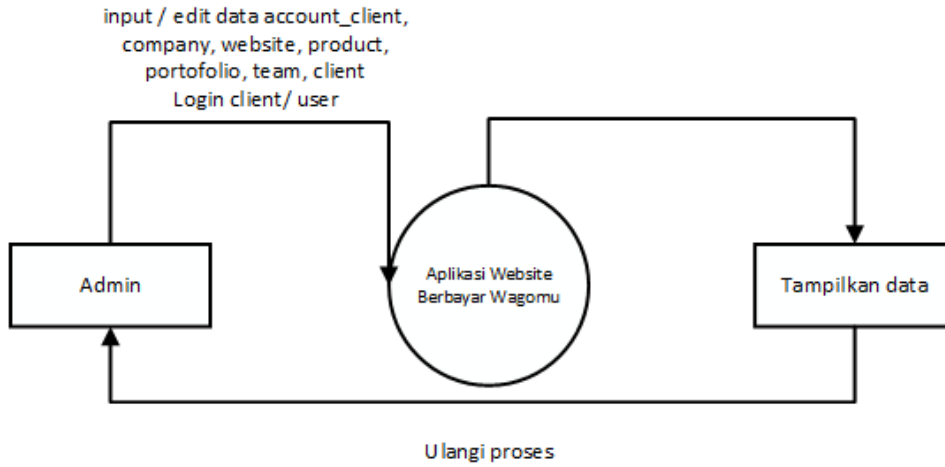 input / edit data account_client,
company, website, product,
portofolio, team, client
Login client/ user
Admin
Aplikasi Website
Berbayar Wagomu
Tampilkan data
Ulangi proses